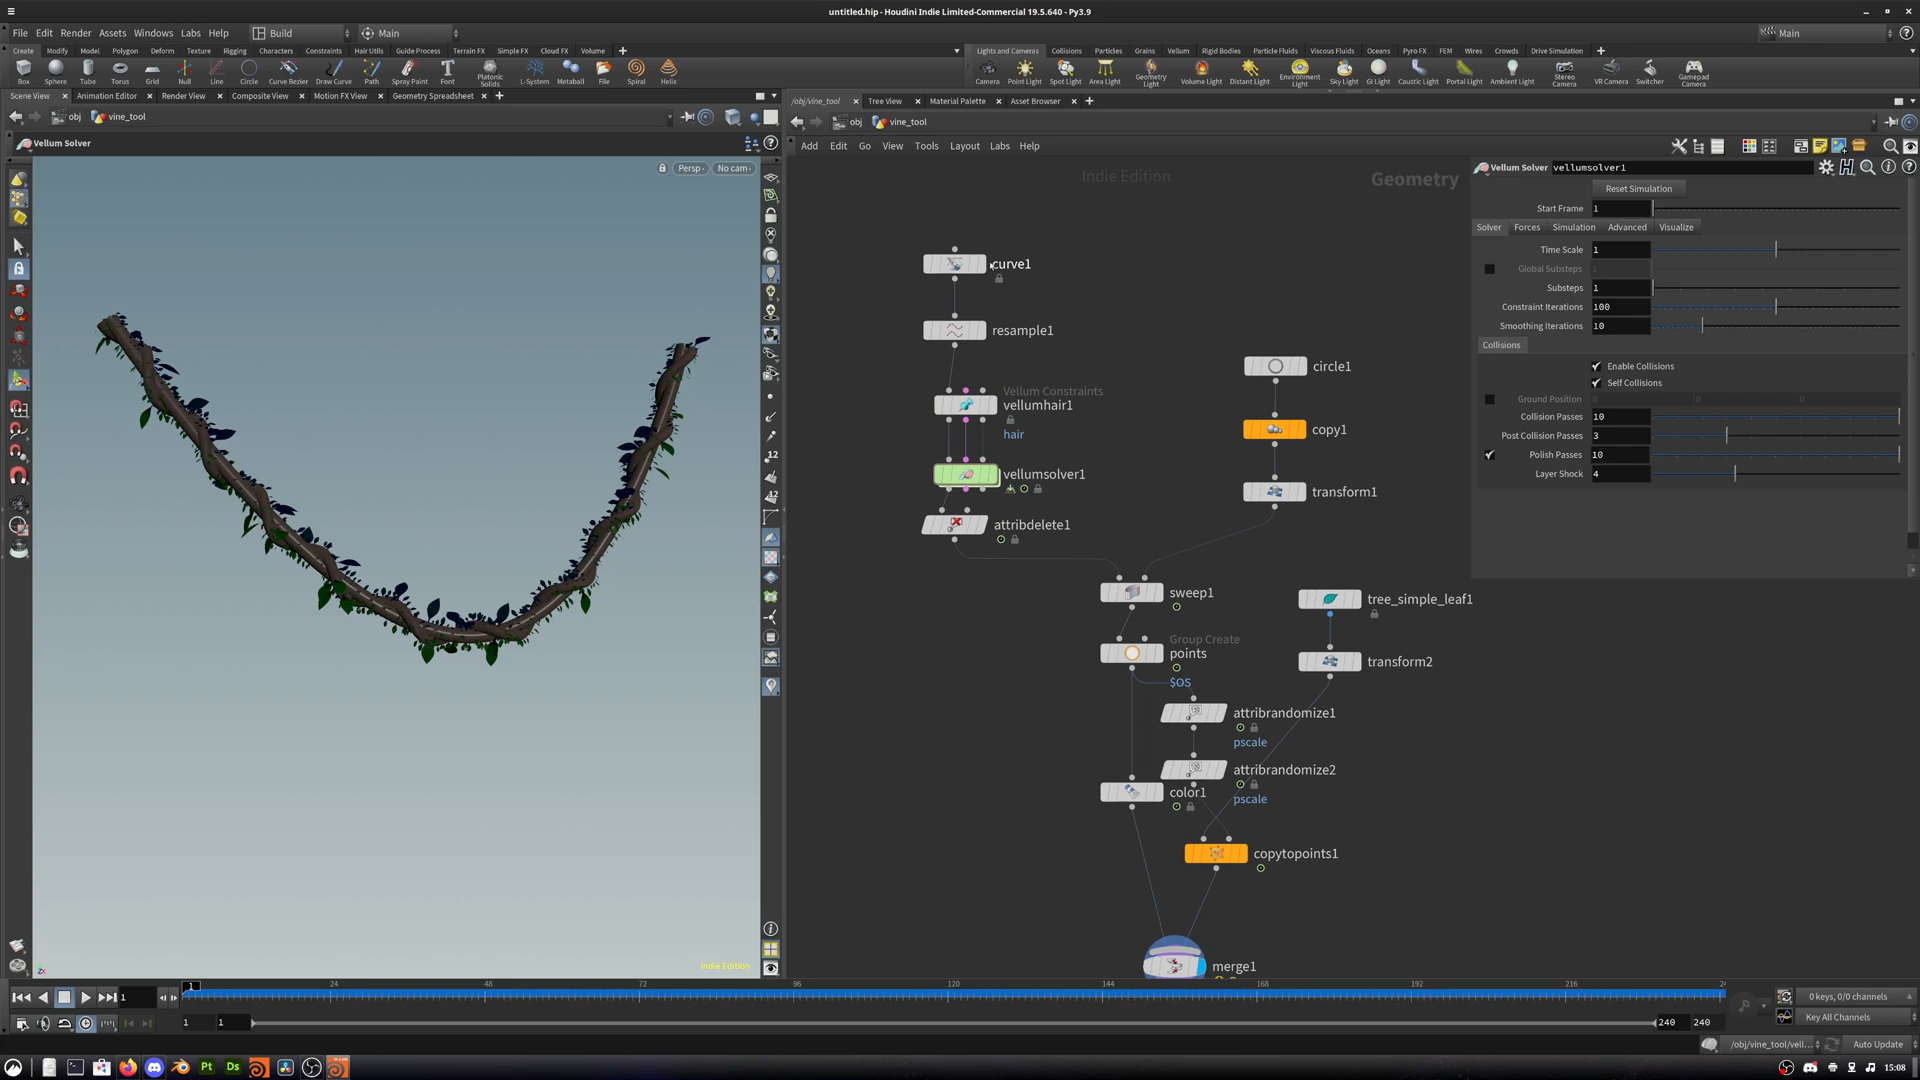 untitled.hip - Houdini Indie Limited-Commercial 19.5.640 - Py3.9
File Edit Render Assets Windows Labs Help Build Main Main
Create Modify Model Polygon Deform Texture Rigging Characters Constraints Hair Utils Guide Process Terrain FX Simple FX Cloud FX Volume
Lights and Cameras Collisions Particles Grains Vellum Rigid Bodies Particle Fluids Viscous Fluids Oceans Pyro FX FEM Wires Crowds Drive Simulation
Box Sphere Tube Torus Grid Null Line Circle Curve Bezier Draw Curve Path Spray Paint Font Platonic Solids L-System Metaball File Spiral Helix
Camera Point Light Spot Light Area Light Geometry Light Volume Light Distant Light Environment Light Sky Light GI Light Caustic Light Portal Light Ambient Light Stereo Camera VR Camera Switcher Gamepad Camera
Scene View Animation Editor Render View Composite View Motion FX View Geometry Spreadsheet
/obj/vine_tool Tree View Material Palette Asset Browser
obj vine_tool
obj vine_tool
Vellum Solver
Add Edit Go View Tools Layout Labs Help
Persp No cam
Indie Edition
Geometry
curve1
resample1
Vellum Constraints
vellumhair1
hair
vellumsolver1
attribdelete1
circle1
copy1
transform1
sweep1
tree_simple_leaf1
Group Create
points
$OS
transform2
attribrandomize1
pscale
attribrandomize2
pscale
color1
copytopoints1
merge1
Vellum Solver vellumsolver1
Reset Simulation
Start Frame 1
Solver Forces Simulation Advanced Visualize
Time Scale 1
Global Substeps
Substeps 1
Constraint Iterations 100
Smoothing Iterations 10
Collisions
Enable Collisions
Self Collisions
Ground Position 0 0 0
Collision Passes 10
Post Collision Passes 3
Polish Passes 10
Layer Shock 4
12
12
12
Indie Edition
1
1 24 48 72 96 120 144 168 192 216 24
0 keys, 0/0 channels
1 1 240 240
Key All Channels
/obj/vine_tool/vell... Auto Update
Pt Ds
15:08